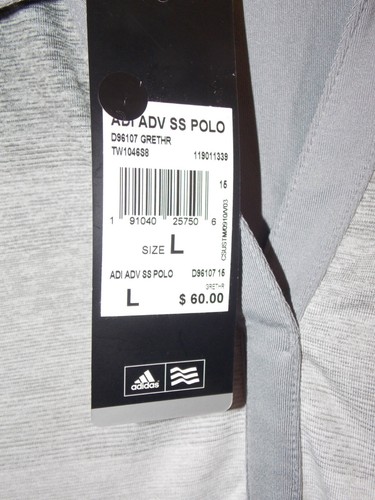 ADI ADV SS POLO
D96107 GRETHR
TW1046S8 119011339
15
1 91040 25750 6
SIZE L
ADI ADV SS POLO D96107 15
GRETHR
L $ 60.00
adidas